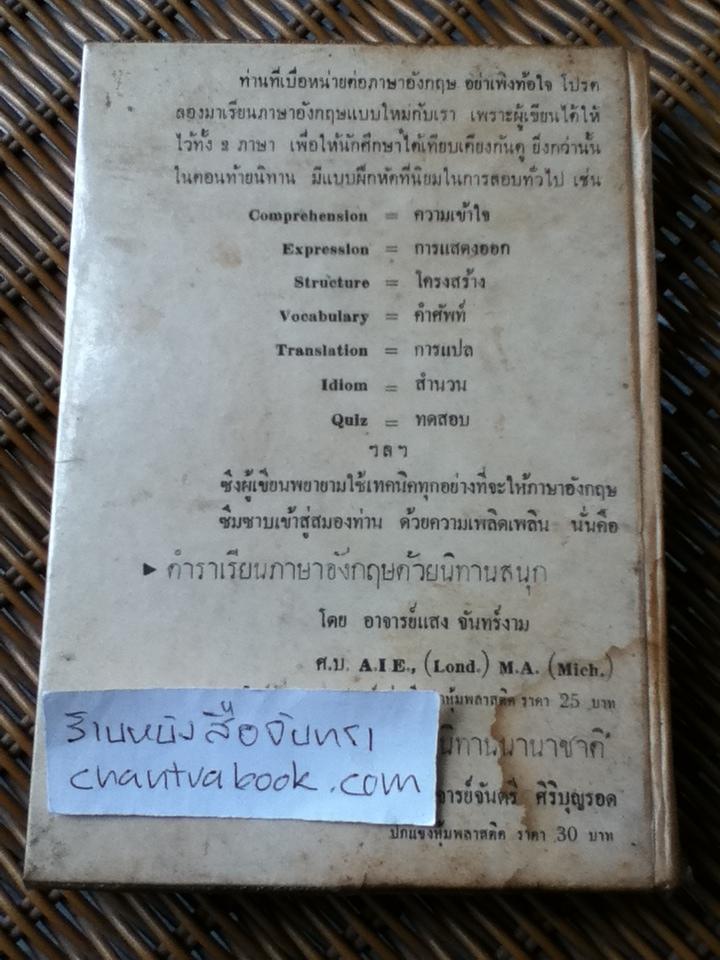 ท่านที่เบื่อหน่ายต่อภาษาอังกฤษ อย่าเพิ่งท้อใจ โปรด
ลองมาเรียนภาษาอังกฤษแบบใหม่กับเรา เพราะผู้เขียนได้ให้
ไว้ทั้ง ๒ ภาษา เพื่อให้นักศึกษาได้เทียบเคียงกันดู ยิ่งกว่านั้น
ในตอนท้ายนิทาน มีแบบฝึกหัดที่นิยมในการสอบทั่วไป เช่น
Comprehension = ความเข้าใจ
Expression = การแสดงออก
Structure = โครงสร้าง
Vocabulary = คำศัพท์
Translation = การแปล
Idiom = สำนวน
Quiz = ทดสอบ
ฯลฯ
ซึ่งผู้เขียนพยายามใช้เทคนิคทุกอย่างที่จะให้ภาษาอังกฤษ
ซึมซาบเข้าสู่สมองท่าน ด้วยความเพลิดเพลิน นั่นคือ
► ตำราเรียนภาษาอังกฤษด้วยนิทานสนุก
โดย อาจารย์แสง จันทร์งาม
ศ.บ. A.I E., (Lond.) M.A. (Mich.)
หุ้มพลาสติค ราคา 25 บาท
นิทานนานาชาติ
จารย์จันตรี ศิริบุญรอด
ปกแข็งหุ้มพลาสติค ราคา 30 บาท
ร้านหนังสือจันทรา
chantrabook.com